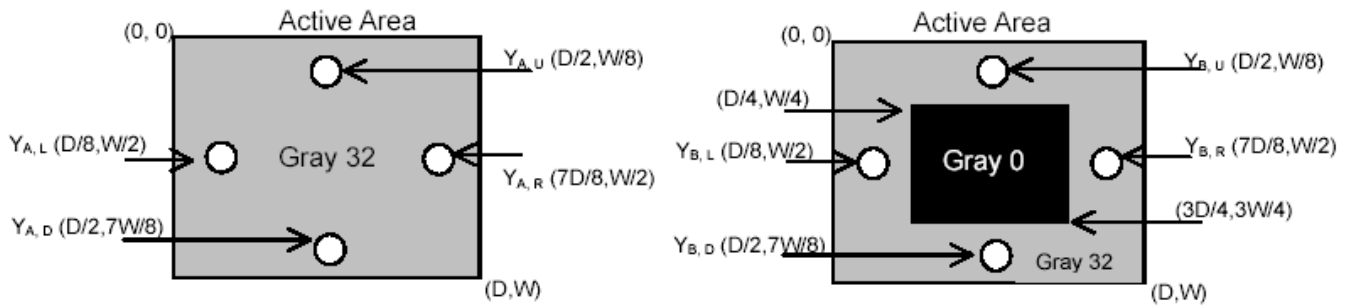 Active Area
(0, 0)
Y_A, U (D/2,W/8)
Y_A, L (D/8,W/2)
Gray 32
Y_A, R (7D/8,W/2)
Y_A, D (D/2,7W/8)
(D,W)
Active Area
(0, 0)
Y_B, U (D/2,W/8)
(D/4,W/4)
Y_B, L (D/8,W/2)
Gray 0
Y_B, R (7D/8,W/2)
(3D/4,3W/4)
Y_B, D (D/2,7W/8)
Gray 32
(D,W)